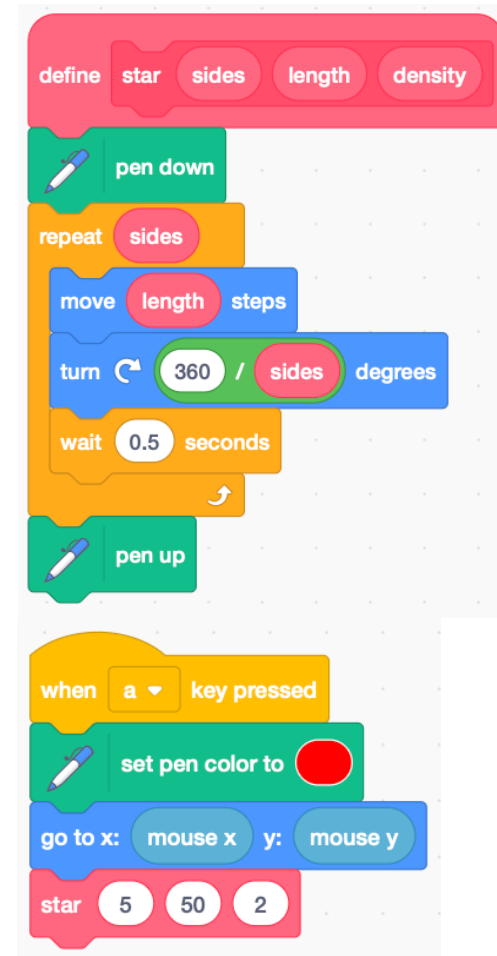 define star sides length density
pen down
repeat sides
move length steps
turn 360 / sides degrees
wait 0.5 seconds
pen up
when a key pressed
set pen color to
go to x: mouse x y: mouse y
star 5 50 2